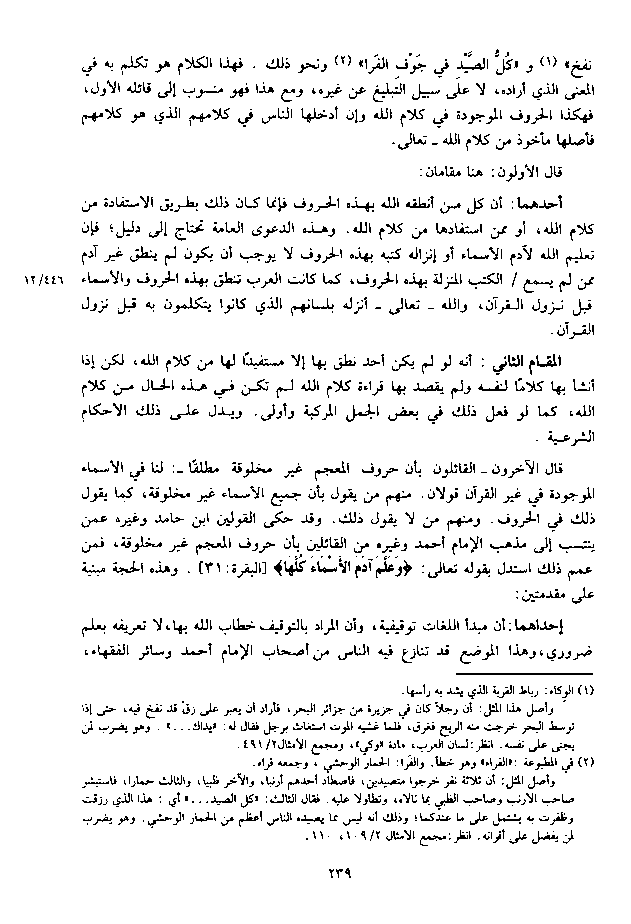 نفخ» (١) و «كُلُّ الصَّيْدِ في جَوْفِ الفَرا» (٢) ونحو ذلك . فهذا الكلام هو تكلم به في
المعنى الذي أراده، لا على سبيل التبليغ عن غيره، ومع هذا فهو منسوب إلى قائله الأول،
فهكذا الحروف الموجودة في كلام الله وإن أدخلها الناس في كلامهم الذي هو كلامهم
فأصلها مأخوذ من كلام الله ـ تعالى.
قال الأولون: هنا مقامان:
أحدهما: أن كل من أنطقه الله بهذه الحروف فإنما كان ذلك بطريق الاستفادة من
كلام الله، أو ممن استفادها من كلام الله. وهذه الدعوى العامة تحتاج إلى دليل؛ فإن
تعليم الله لآدم الأسماء أو إنزاله كتبه بهذه الحروف لا يوجب أن يكون لم ينطق غير آدم
١٢/٤٤٦ ممن لم يسمع / الكتب المنزلة بهذه الحروف، كما كانت العرب تنطق بهذه الحروف والأسماء
قبل نزول القرآن، والله ـ تعالى ـ أنزله بلسانهم الذي كانوا يتكلمون به قبل نزول
القرآن.
المقام الثاني : أنه لو لم يكن أحد نطق بها إلا مستفيدًا لها من كلام الله، لكن إذا
أنشأ بها كلامًا لنفسه ولم يقصد بها قراءة كلام الله لم تكن في هذه الحال من كلام
الله، كما لو فعل ذلك في بعض الجمل المركبة وأولى. ويدل على ذلك الأحكام
الشرعية .
قال الآخرون ـ القائلون بأن حروف المعجم غير مخلوقة مطلقًا ـ: لنا في الأسماء
الموجودة في غير القرآن قولان. منهم من يقول بأن جميع الأسماء غير مخلوقة، كما يقول
ذلك في الحروف. ومنهم من لا يقول ذلك. وقد حكى القولين ابن حامد وغيره عمن
ينتسب إلى مذهب الإمام أحمد وغيره من القائلين بأن حروف المعجم غير مخلوقة، فمن
عمم ذلك استدل بقوله تعالى: ﴿وَعَلَّمَ آدَمَ الأَسْمَاءَ كُلَّهَا﴾ [البقرة: ٣١] . وهذه الحجة مبنية
على مقدمتين:
إحداهما: أن مبدأ اللغات توقيفية، وأن المراد بالتوقيف خطاب الله بها، لا تعريفه بعلم
ضروري، وهذا الموضع قد تنازع فيه الناس من أصحاب الإمام أحمد وسائر الفقهاء،
(١) الوكاء: رباط القربة الذي يشد به رأسها.
وأصل هذا المثل: أن رجلاً كان في جزيرة من جزائر البحر، فأراد أن يعبر على زقّ قد نفخ فيه، حتى إذا
توسط البحر خرجت منه الريح فغرق، فلما غشيه الموت استغاث برجل فقال له: «يداك...» . وهو يضرب لمن
يجنى على نفسه. انظر: لسان العرب، مادة «وكي»، ومجمع الأمثال٤٩١/٢.
(٢) في المطبوعة :«القراء» وهو خطأ. والفَرا: الحمار الوحشي ، وجمعه فراء.
وأصل المثل: أن ثلاثة نفر خرجوا متصيدين، فاصطاد أحدهم أرنبا، والآخر ظبيا، والثالث حمارا، فاستبشر
صاحب الأرنب وصاحب الظبي بما نالاه، وتطاولا عليه. فقال الثالث: «كل الصيد...» أي : هذا الذي رزقت
وظفرت به يشتمل على ما عندكما؛ وذلك أنه ليس مما يصيده الناس أعظم من الحمار الوحشي. وهو يضرب
لمن يفضل على أقرانه. انظر: مجمع الأمثال ١٠٩/٢، ١١٠.
٢٣٩